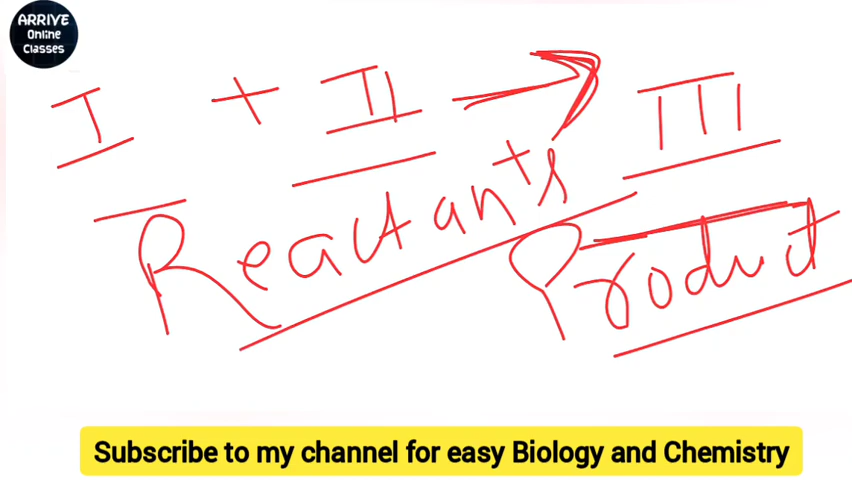 ARRIVE
Online
Classes
I + II → III
Reactants
Product
Subscribe to my channel for easy Biology and Chemistry